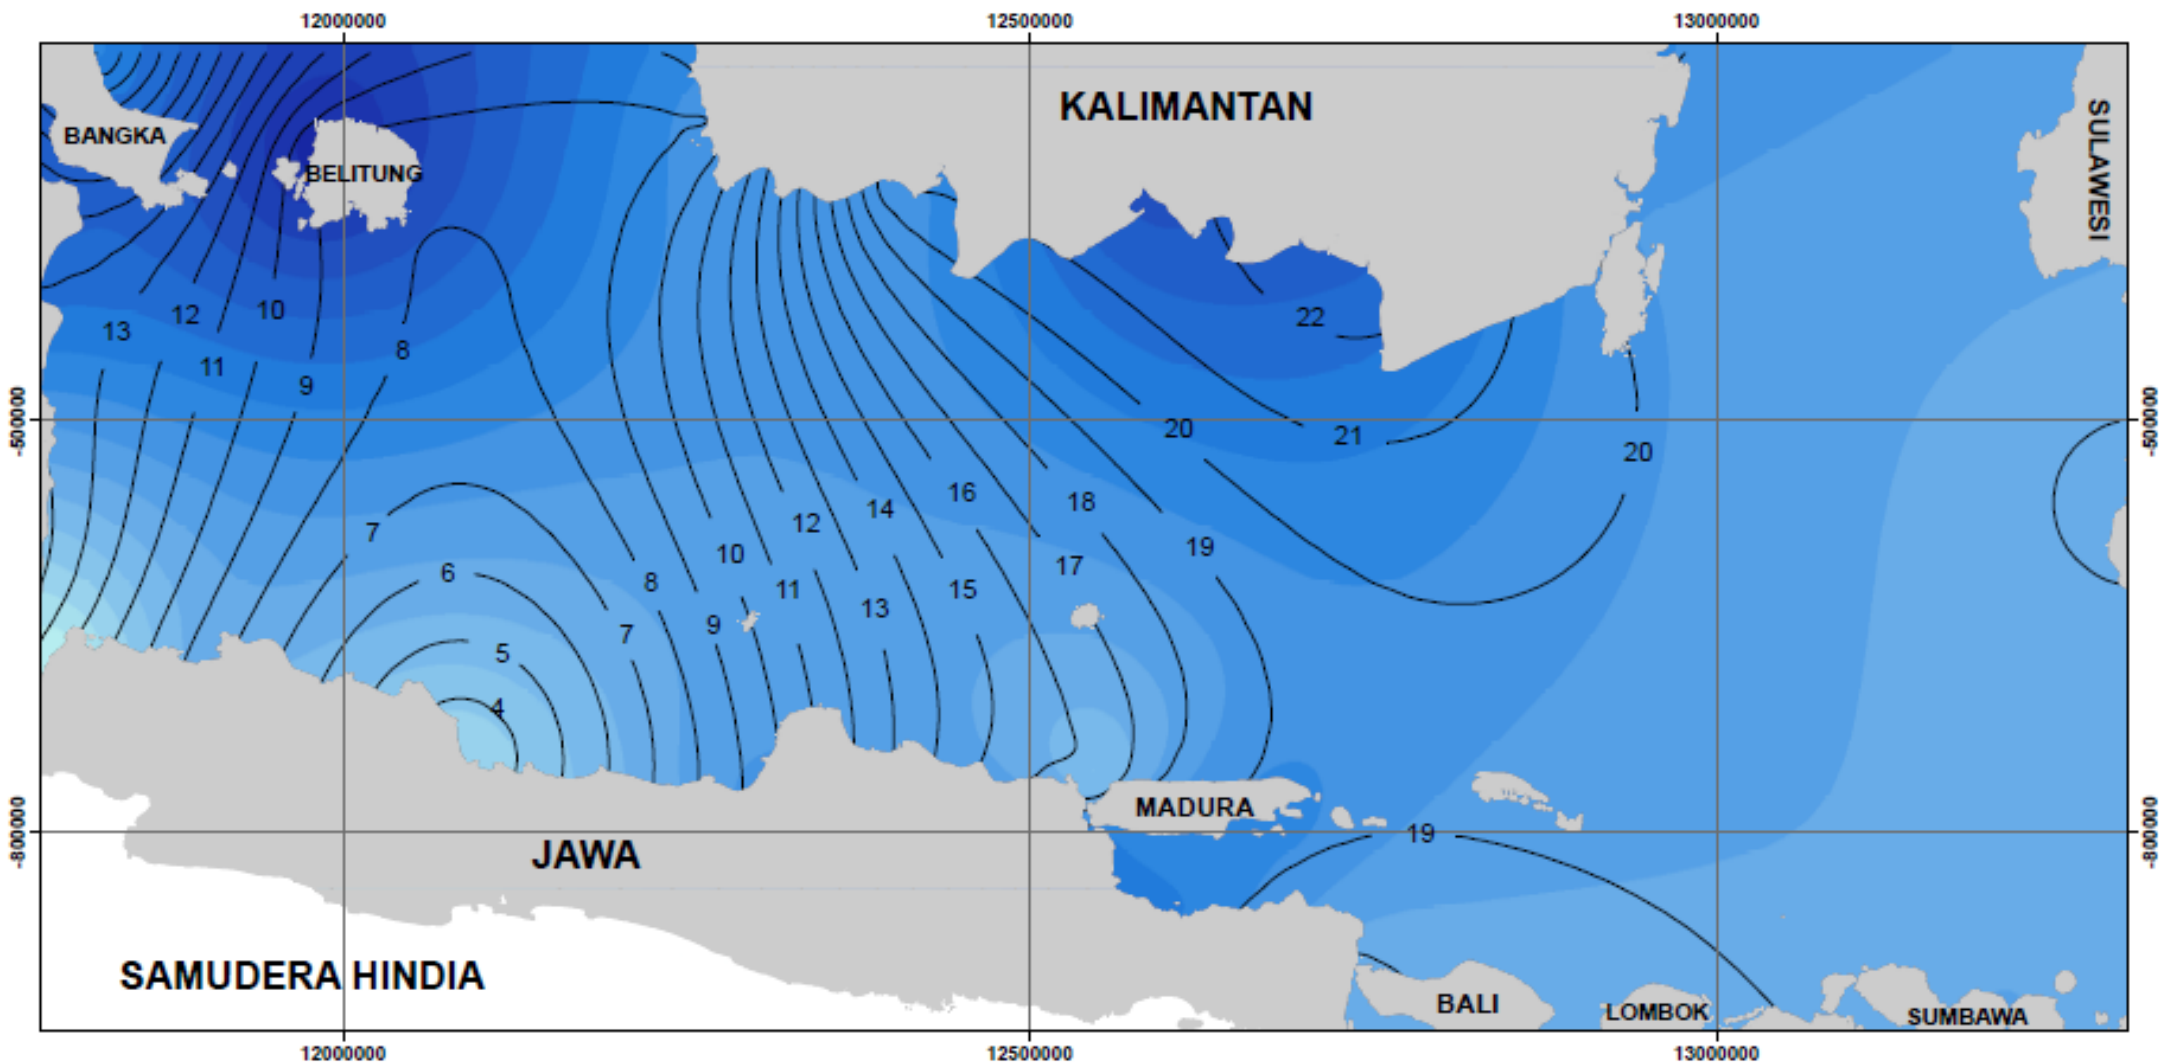 12000000 12500000 13000000
KALIMANTAN
BANGKA
SULAWESI
BELITUNG
10
12
22
13
8
11
9
-500000
-500000
20
21
20
16
18
14
12
7
19
10
17
6
8
11
15
13
9
7
5
4
MADURA
-800000
19
-800000
JAWA
SAMUDERA HINDIA
BALI
LOMBOK
SUMBAWA
12000000 12500000 13000000